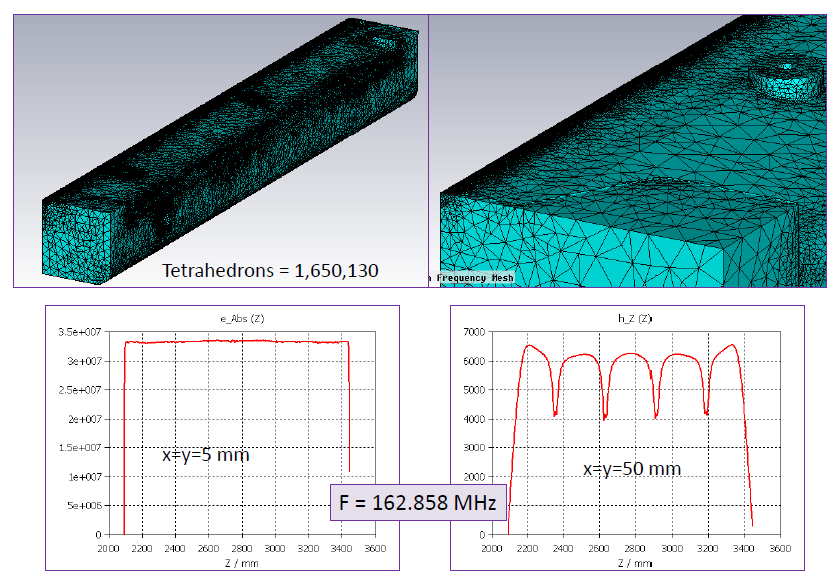 Tetrahedrons = 1,650,130
Frequency Mesh
e_Abs (Z)
3.5e+007
3e+007
2.5e+007
2e+007
1.5e+007
1e+007
5e+006
0
x=y=5 mm
2000 2200 2400 2600 2800 3000 3200 3400 3600
Z / mm
h_Z (Z)
7000
6000
5000
4000
3000
2000
1000
0
x=y=50 mm
2000 2200 2400 2600 2800 3000 3200 3400 3600
Z / mm
F = 162.858 MHz